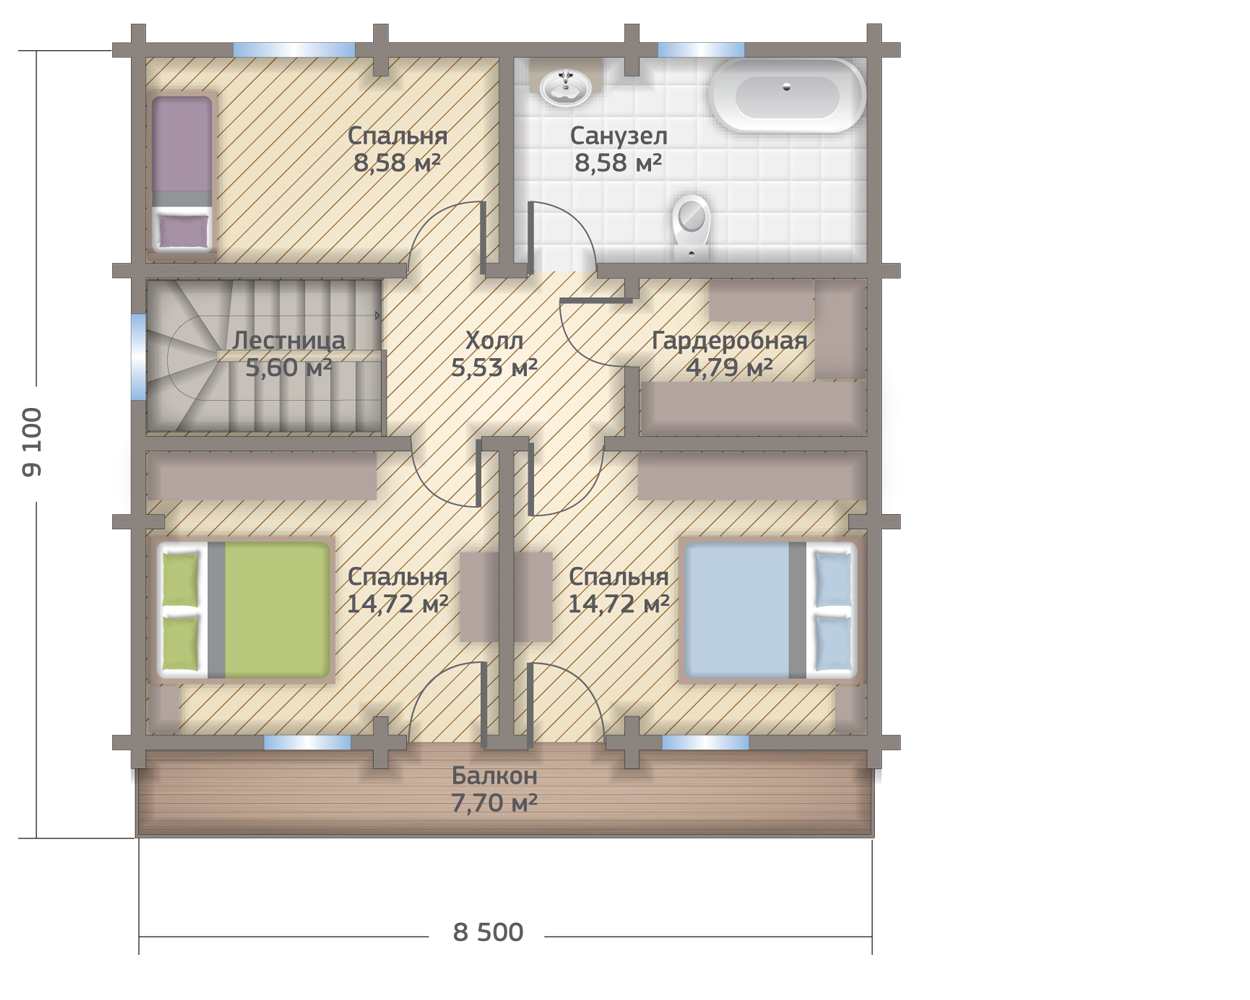 Спальня
8,58 м²
Санузел
8,58 м²
Лестница
5,60 м²
Холл
5,53 м²
Гардеробная
4,79 м²
9 100
Спальня
14,72 м²
Спальня
14,72 м²
Балкон
7,70 м²
8 500